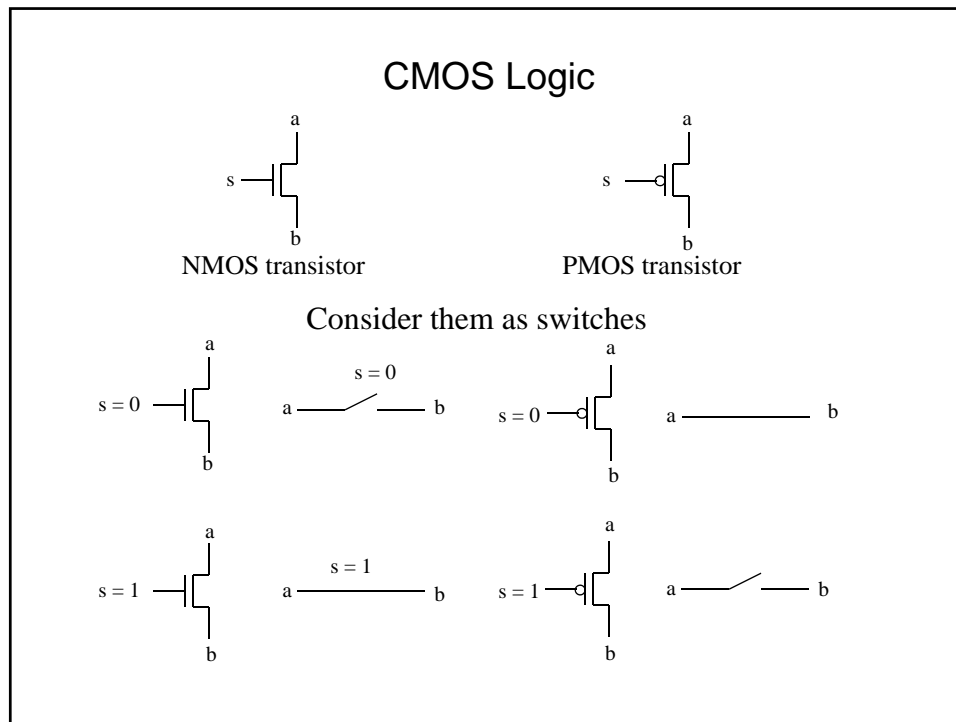 CMOS Logic
a
a
s
s
b
b
NMOS transistor
PMOS transistor
Consider them as switches
a
s = 0
a
s = 0
a
b
s = 0
a
b
b
b
a
s = 1
a
s = 1
a
b
s = 1
a
b
b
b